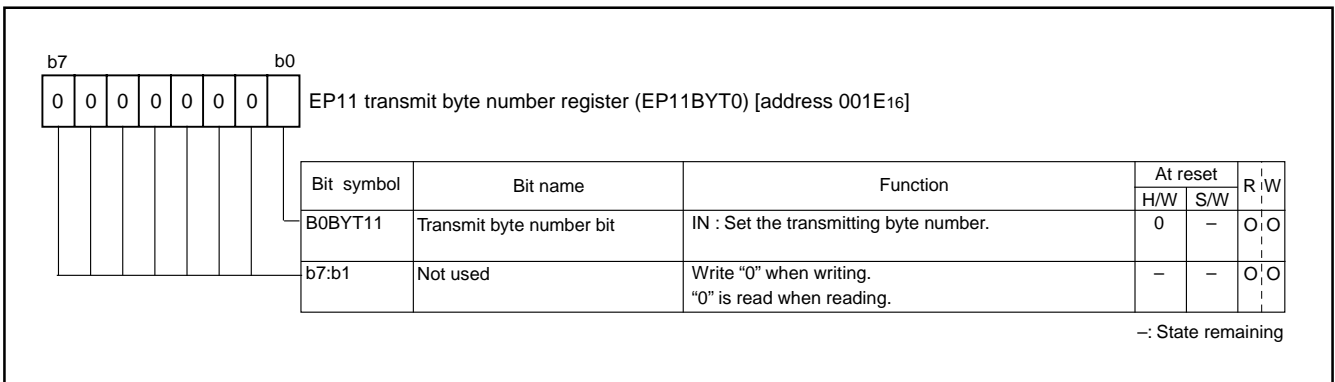 b7 b0
0 0 0 0 0 0 0 EP11 transmit byte number register (EP11BYT0) [address 001E16]
Bit symbol Bit name Function At reset R W
H/W S/W
B0BYT11 Transmit byte number bit IN : Set the transmitting byte number. 0 – O O
b7:b1 Not used Write “0” when writing. – – O O
“0” is read when reading.
–: State remaining